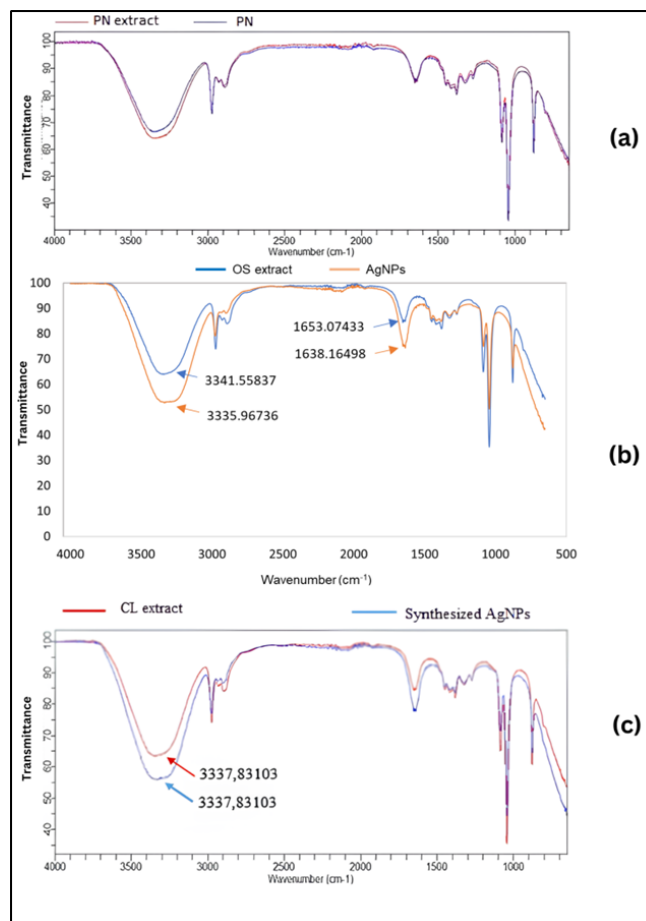 PN extract PN
Transmittance
100
90
80
70
60
50
40
4000 3500 3000 2500 2000 1500 1000
Wavenumber (cm-1)
(a)
OS extract AgNPs
Transmittance
100
90
80
70
60
50
40
30
20
10
0
1653.07433
1638.16498
3341.55837
3335.96736
4000 3500 3000 2500 2000 1500 1000 500
Wavenumber (cm-1)
(b)
CL extract Synthesized AgNPs
Transmittance
100
90
80
70
60
50
40
3337,83103
3337,83103
4000 3500 3000 2500 2000 1500 1000
Wavenumber (cm-1)
(c)